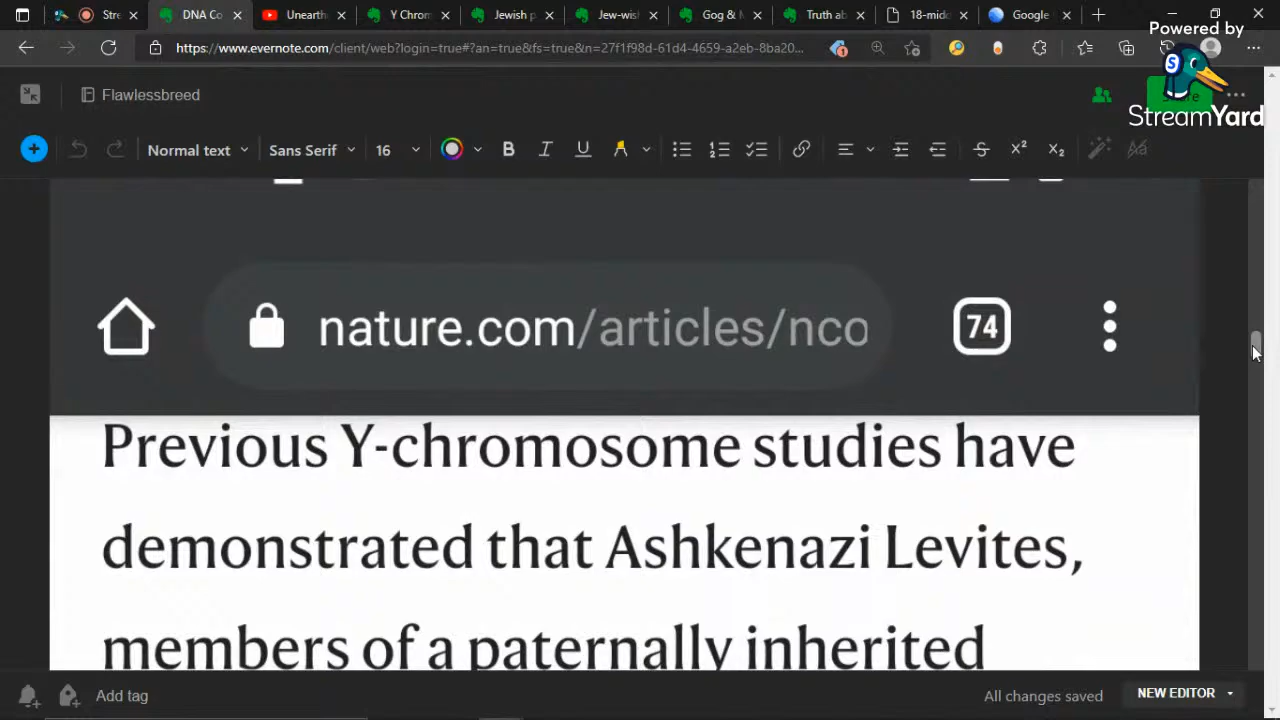 Stre
DNA Co
Uneart
Y Chrom
Jewish p
Jew-wis
Gog & M
Truth ab
18-mido
Google
Powered by
https://www.evernote.com/client/web?login=true#?an=true&fs=true&n=27f1f98d-61d4-4659-a2eb-8ba20...
StreamYard
Flawlessbreed
Normal text
Sans Serif
16
B I U
nature.com/articles/nco
74
Previous Y-chromosome studies have
demonstrated that Ashkenazi Levites,
members of a paternally inherited
Add tag
All changes saved
NEW EDITOR